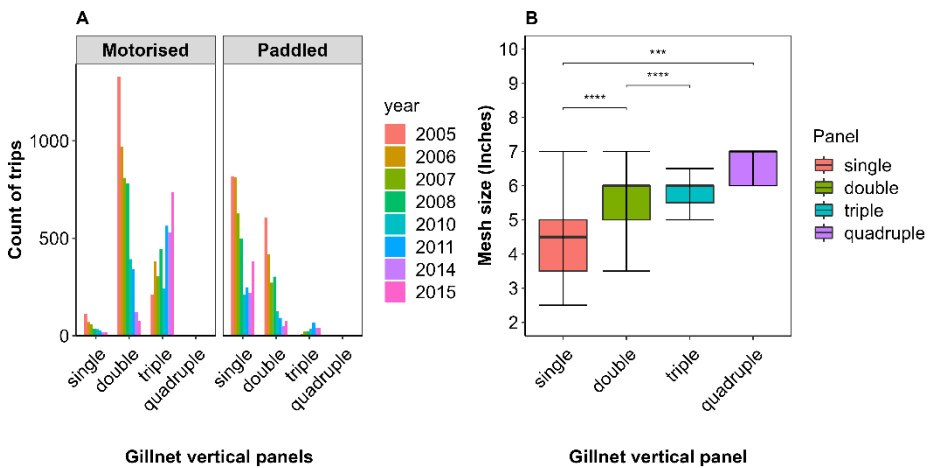 A
Motorised
Paddled
Count of trips
1000
500
0
single
double
triple
quadruple
single
double
triple
quadruple
Gillnet vertical panels
year
2005
2006
2007
2008
2010
2011
2014
2015
B
Mesh size (Inches)
10
9
8
7
6
5
4
3
2
***
****
****
single
double
triple
quadruple
Gillnet vertical panel
Panel
single
double
triple
quadruple